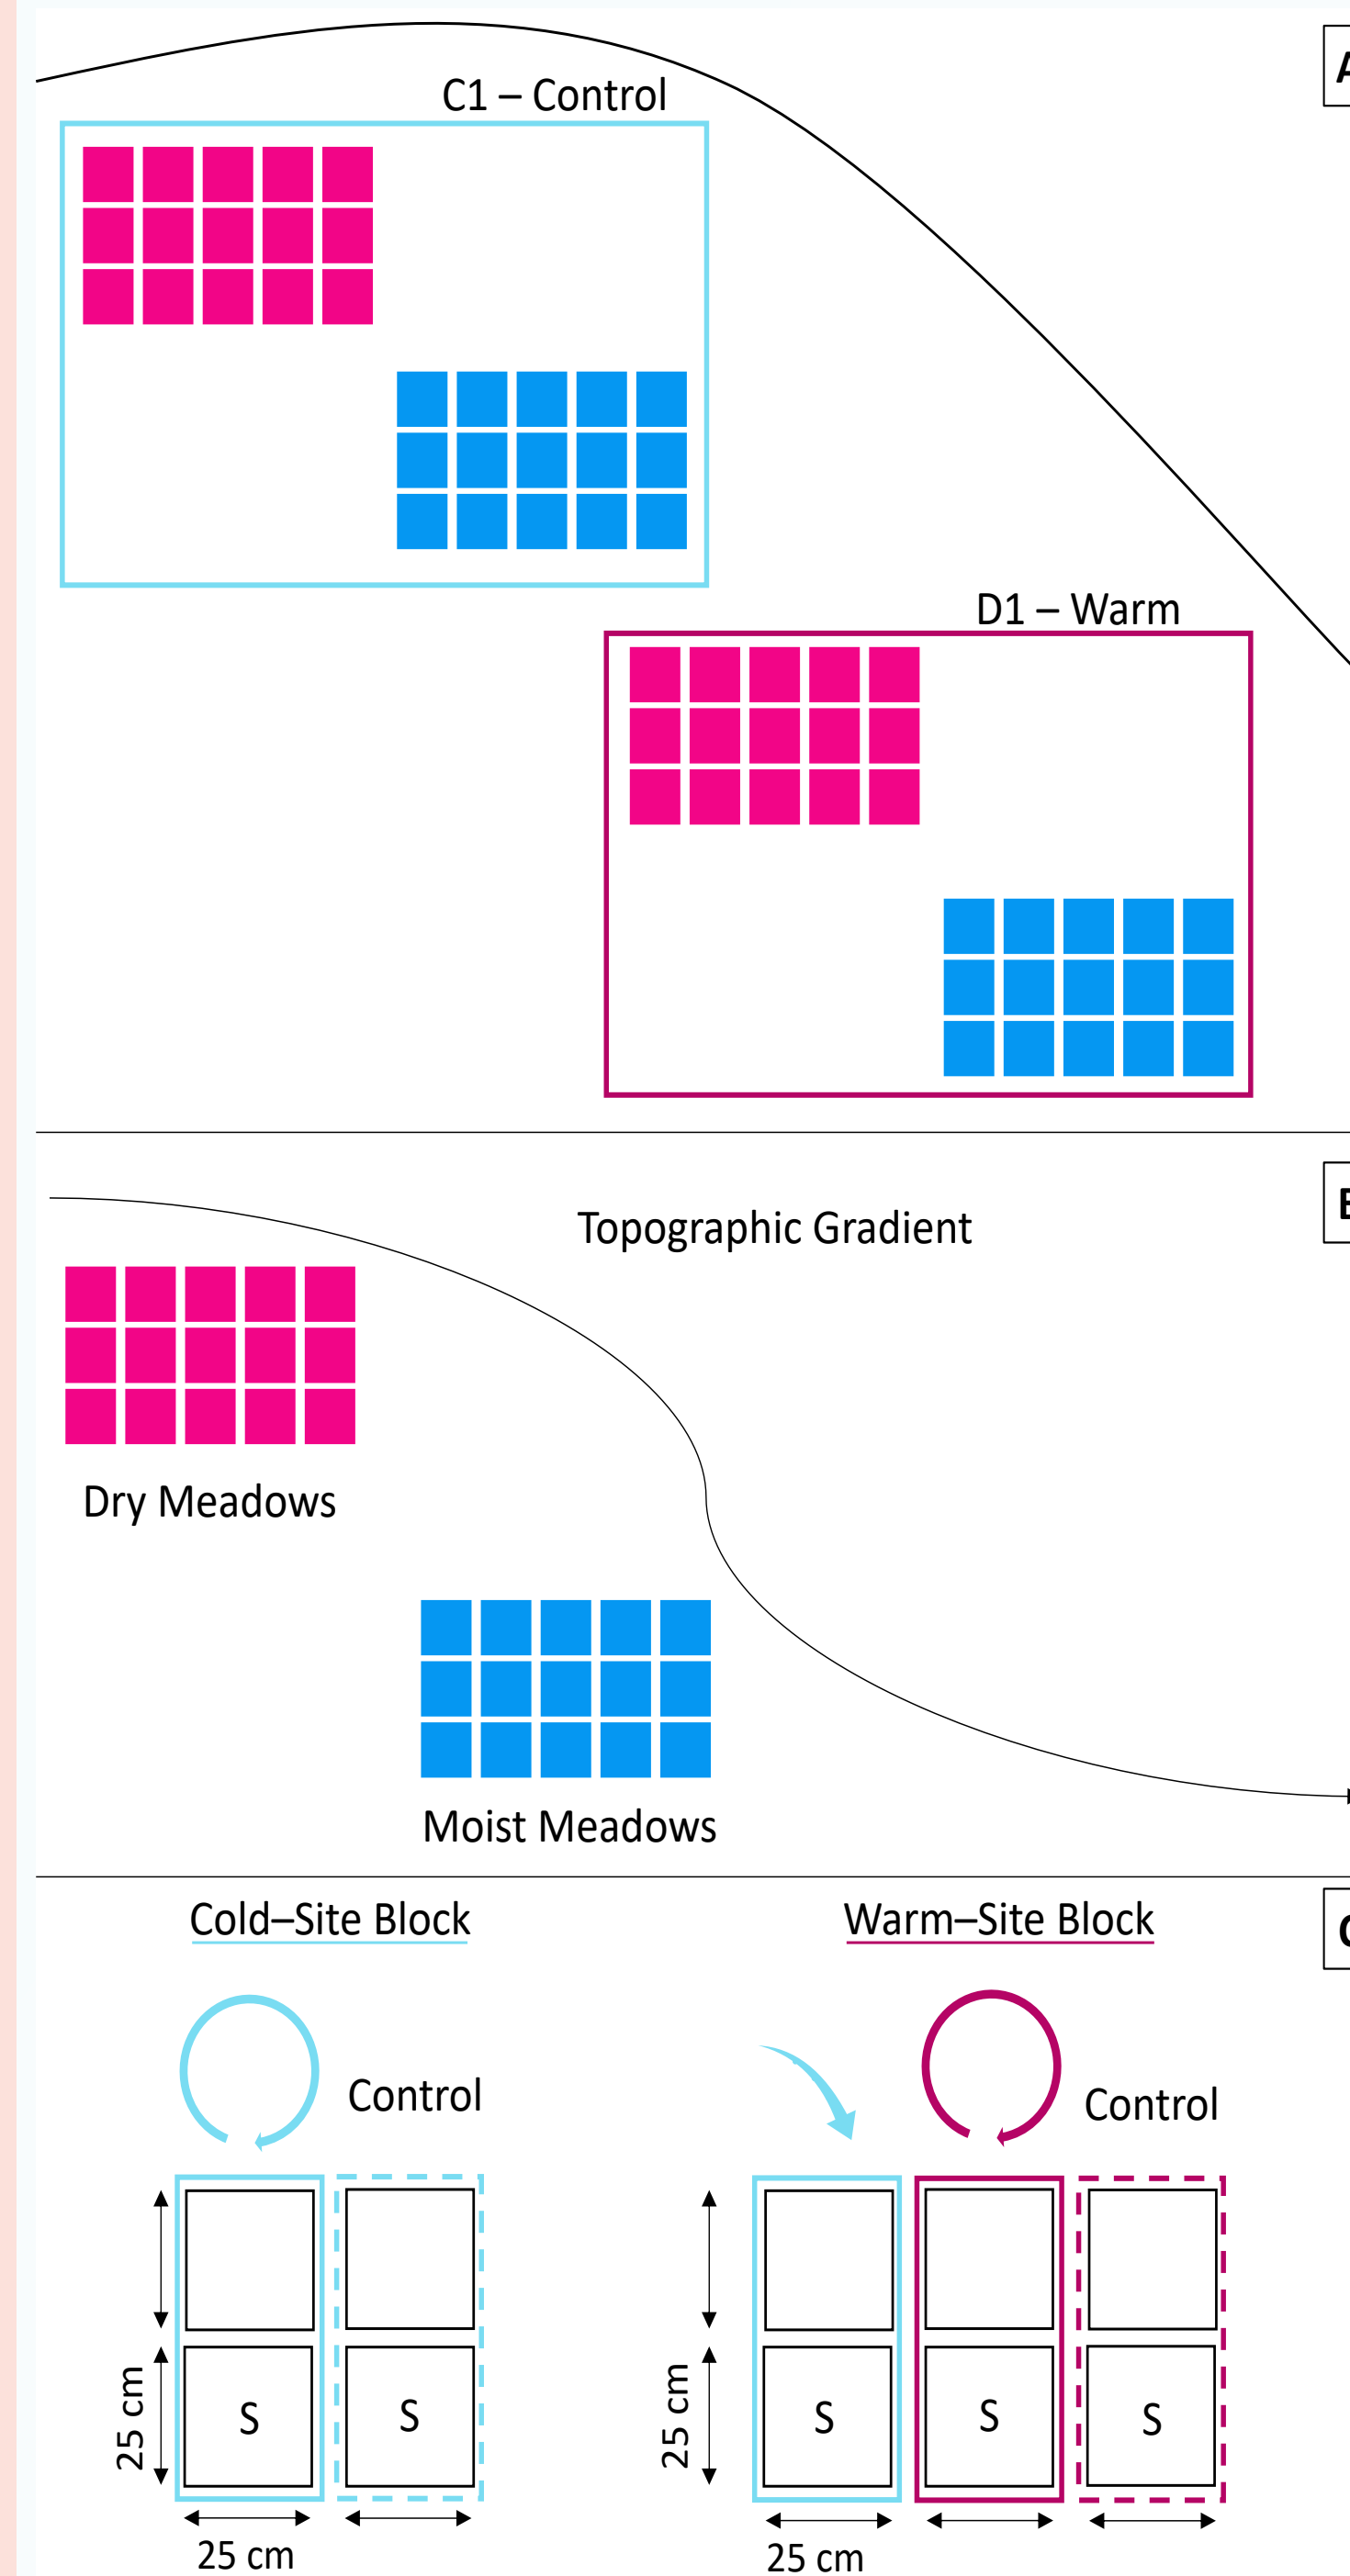 A
C1 – Control
D1 – Warm
B
Topographic Gradient
Dry Meadows
Moist Meadows
C
Cold–Site Block
Warm–Site Block
Control
Control
25 cm
S
S
25 cm
S
S
S
25 cm
25 cm